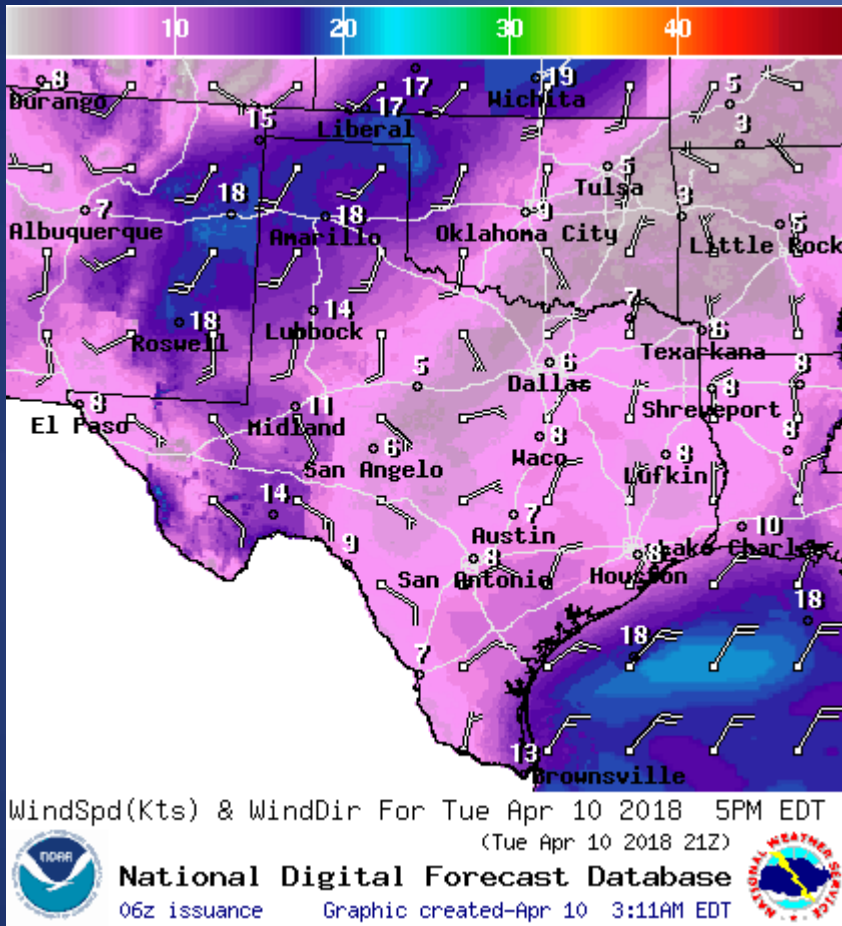 10 20 30 40
8 17 19 5
Durango 17 Wichita
15 Liberal 3
5
Tulsa
7 18 18 9 3 5
Albuquerque Amarillo Oklahoma City Little Rock
18 14 7 6
Roswell Lubbock Texarkana
5 6 8
Dallas 8
8 11 Shreveport
El Paso Midland 8 8
6 8
San Angelo Waco Lufkin
14 7 10
Austin Lake Charles
9 8 8
San Antonio Houston
18
18
7
13
Brownsville
WindSpd(Kts) & WindDir For Tue Apr 10 2018 5PM EDT
(Tue Apr 10 2018 21Z)
NOAA
National Digital Forecast Database
06z issuance Graphic created-Apr 10 3:11AM EDT
NATIONAL WEATHER SERVICE